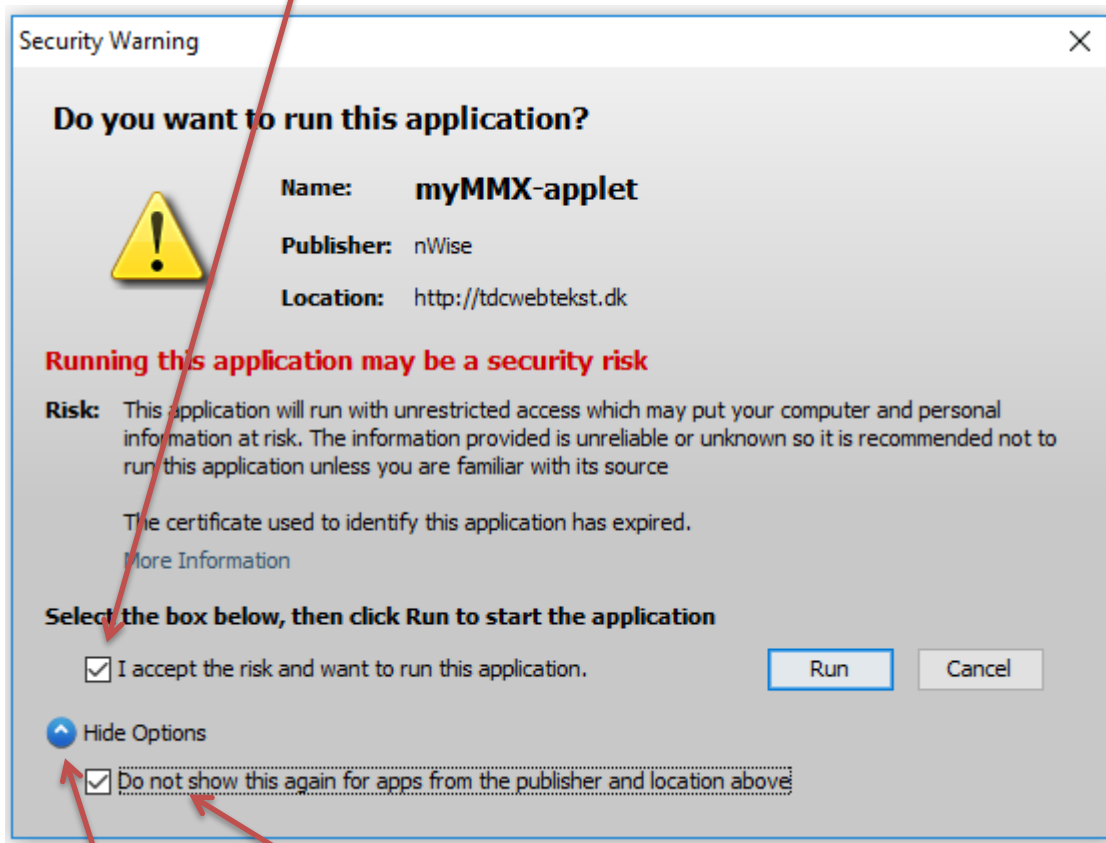 Security Warning
Do you want to run this application?
Name: myMMX-applet
Publisher: nWise
Location: http://tdcwebtekst.dk
Running this application may be a security risk
Risk: This application will run with unrestricted access which may put your computer and personal
information at risk. The information provided is unreliable or unknown so it is recommended not to
run this application unless you are familiar with its source
The certificate used to identify this application has expired.
More Information
Select the box below, then click Run to start the application
I accept the risk and want to run this application. Run Cancel
Hide Options
Do not show this again for apps from the publisher and location above